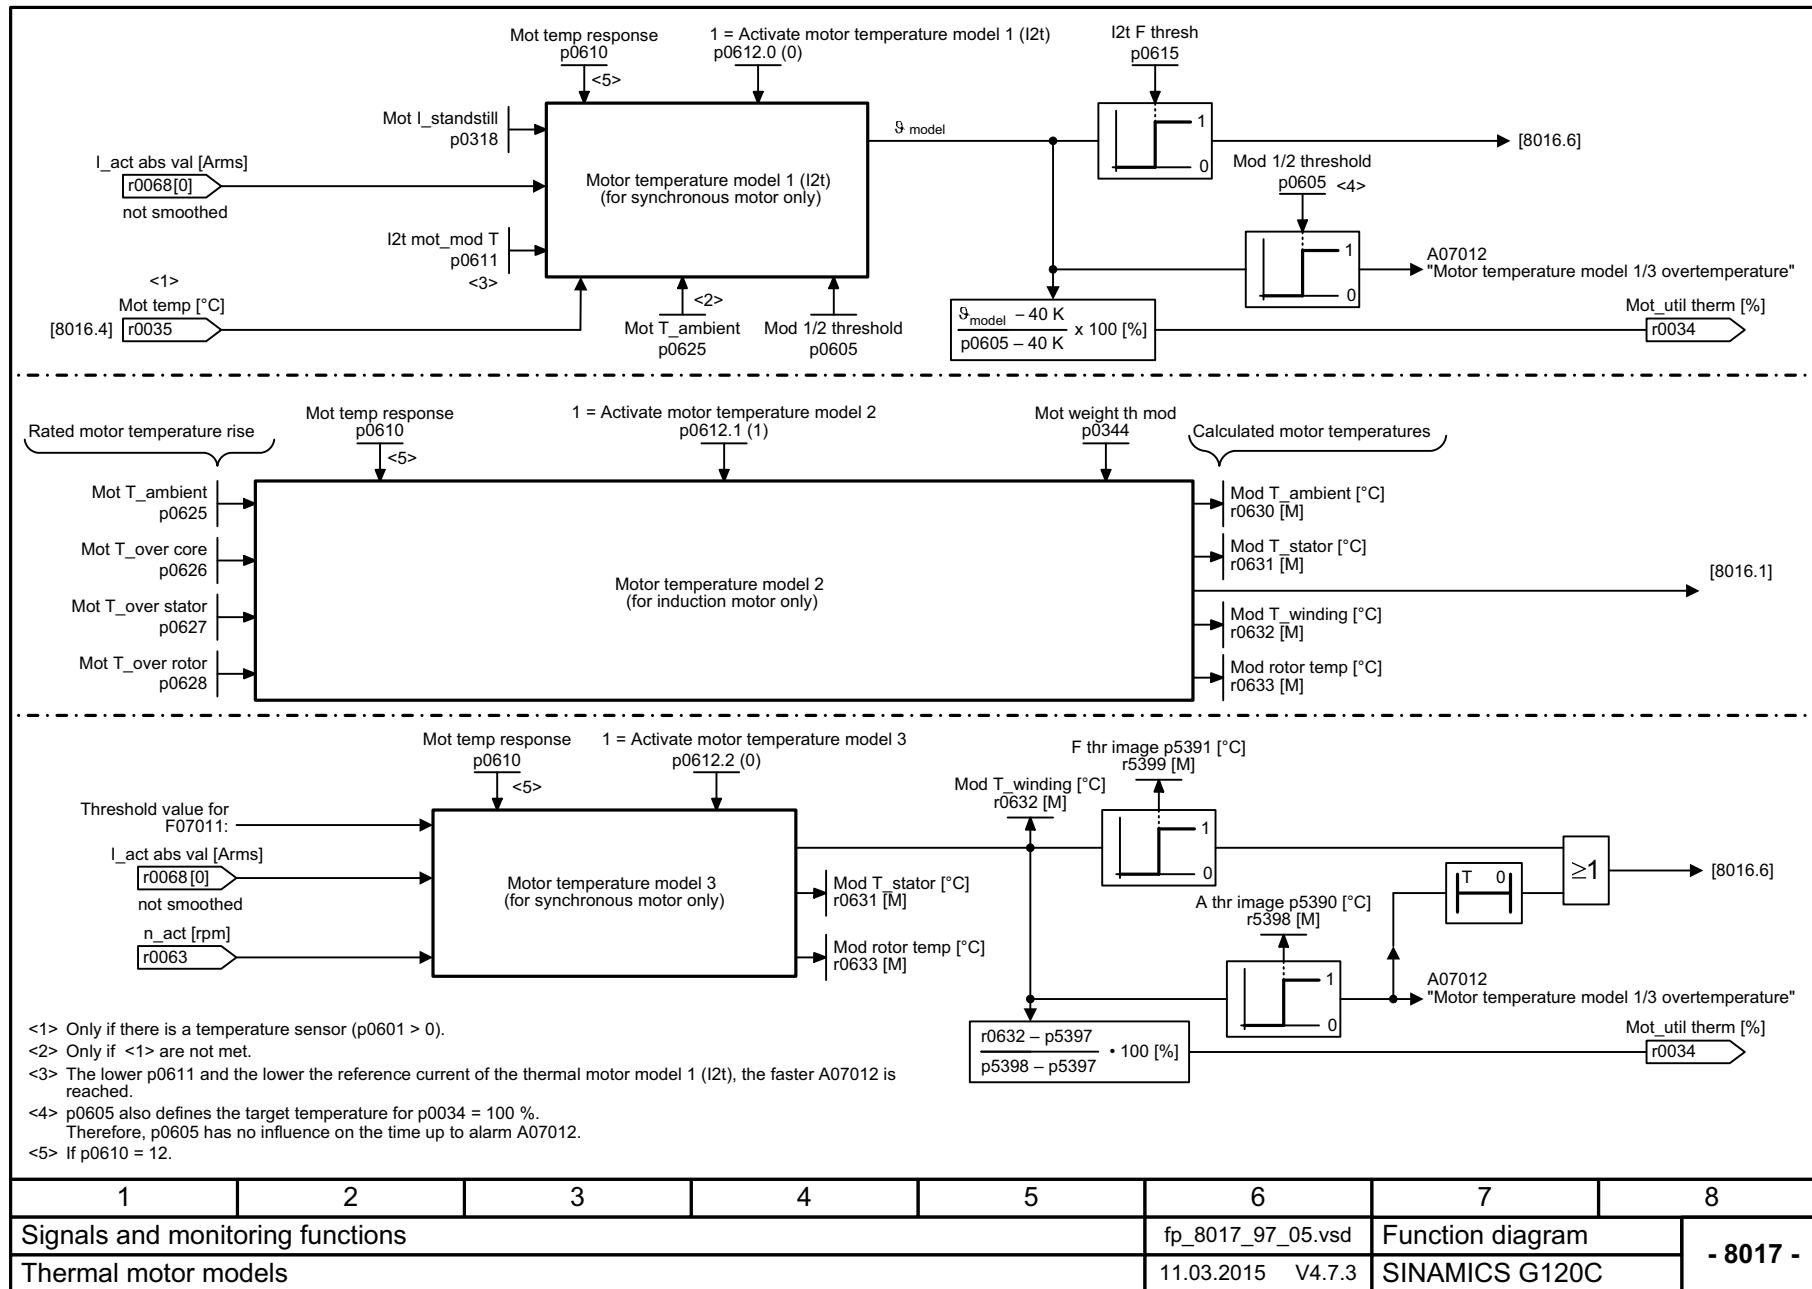 Mot temp response
p0610
<5>
1 = Activate motor temperature model 1 (I2t)
p0612.0 (0)
I2t F thresh
p0615
Mot I_standstill
p0318
I_act abs val [Arms]
r0068[0]
not smoothed
I2t mot_mod T
p0611
<3>
<1>
Mot temp [°C]
[8016.4]
r0035
Motor temperature model 1 (I2t)
(for synchronous motor only)
<2>
Mot T_ambient
p0625
Mod 1/2 threshold
p0605
ϑ model
1
0
[8016.6]
Mod 1/2 threshold
p0605 <4>
1
0
A07012
"Motor temperature model 1/3 overtemperature"
ϑmodel – 40 K
p0605 – 40 K
x 100 [%]
Mot_util therm [%]
r0034
Rated motor temperature rise
Mot temp response
p0610
<5>
1 = Activate motor temperature model 2
p0612.1 (1)
Mot weight th mod
p0344
Calculated motor temperatures
Mot T_ambient
p0625
Mot T_over core
p0626
Mot T_over stator
p0627
Mot T_over rotor
p0628
Motor temperature model 2
(for induction motor only)
Mod T_ambient [°C]
r0630 [M]
Mod T_stator [°C]
r0631 [M]
[8016.1]
Mod T_winding [°C]
r0632 [M]
Mod rotor temp [°C]
r0633 [M]
Mot temp response
p0610
<5>
1 = Activate motor temperature model 3
p0612.2 (0)
Threshold value for
F07011:
I_act abs val [Arms]
r0068[0]
not smoothed
n_act [rpm]
r0063
Motor temperature model 3
(for synchronous motor only)
Mod T_stator [°C]
r0631 [M]
Mod rotor temp [°C]
r0633 [M]
Mod T_winding [°C]
r0632 [M]
F thr image p5391 [°C]
r5399 [M]
1
0
A thr image p5390 [°C]
r5398 [M]
1
0
T 0
≥1
[8016.6]
A07012
"Motor temperature model 1/3 overtemperature"
r0632 – p5397
p5398 – p5397
• 100 [%]
Mot_util therm [%]
r0034
<1> Only if there is a temperature sensor (p0601 > 0).
<2> Only if <1> are not met.
<3> The lower p0611 and the lower the reference current of the thermal motor model 1 (I2t), the faster A07012 is
reached.
<4> p0605 also defines the target temperature for p0034 = 100 %.
Therefore, p0605 has no influence on the time up to alarm A07012.
<5> If p0610 = 12.
1 2 3 4 5 6 7 8
Signals and monitoring functions
fp_8017_97_05.vsd
Function diagram
- 8017 -
Thermal motor models
11.03.2015 V4.7.3
SINAMICS G120C